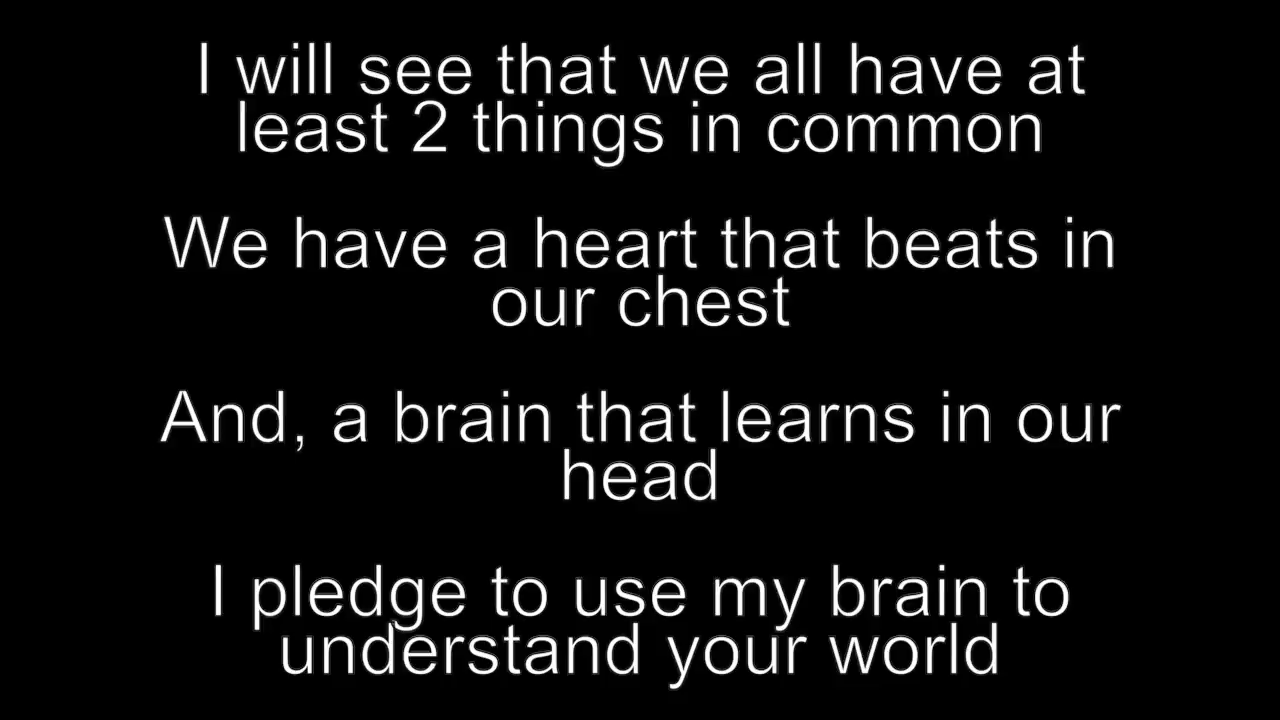 I will see that we all have at
least 2 things in common
We have a heart that beats in
our chest
And, a brain that learns in our
head
I pledge to use my brain to
understand your world